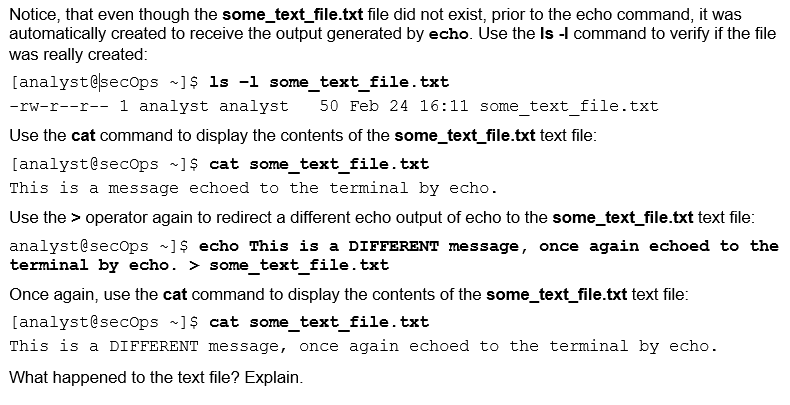 Notice, that even though the some_text_file.txt file did not exist, prior to the echo command, it was
automatically created to receive the output generated by echo. Use the ls -l command to verify if the file
was really created:
[analyst@secOps ~]$ ls -l some_text_file.txt
-rw-r--r-- 1 analyst analyst   50 Feb 24 16:11 some_text_file.txt
Use the cat command to display the contents of the some_text_file.txt text file:
[analyst@secOps ~]$ cat some_text_file.txt
This is a message echoed to the terminal by echo.
Use the > operator again to redirect a different echo output of echo to the some_text_file.txt text file:
analyst@secOps ~]$ echo This is a DIFFERENT message, once again echoed to the
terminal by echo. > some_text_file.txt
Once again, use the cat command to display the contents of the some_text_file.txt text file:
[analyst@secOps ~]$ cat some_text_file.txt
This is a DIFFERENT message, once again echoed to the terminal by echo.
What happened to the text file? Explain.